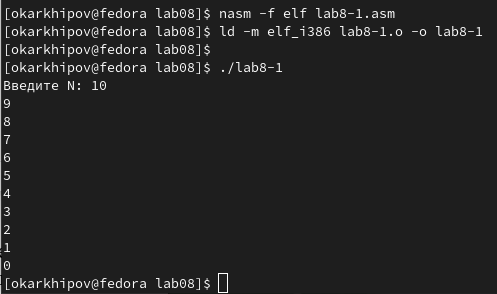 [okarkhipov@fedora lab08]$ nasm -f elf lab8-1.asm
[okarkhipov@fedora lab08]$ ld -m elf_i386 lab8-1.o -o lab8-1
[okarkhipov@fedora lab08]$
[okarkhipov@fedora lab08]$ ./lab8-1
Введите N: 10
9
8
7
6
5
4
3
2
1
0
[okarkhipov@fedora lab08]$